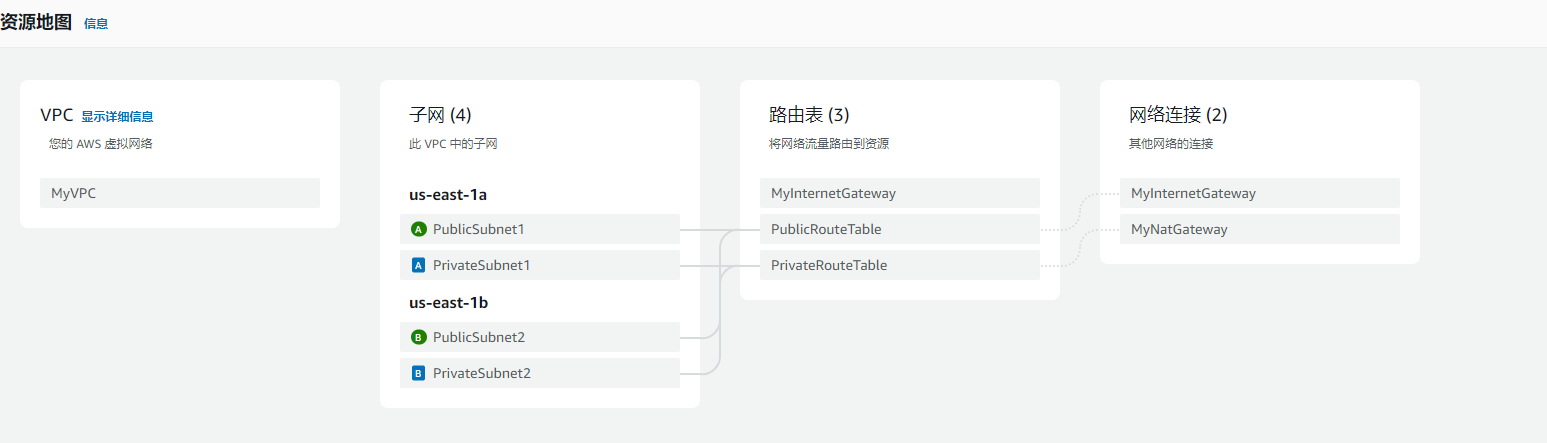 资源地图 信息
VPC 显示详细信息
您的 AWS 虚拟网络
MyVPC
子网 (4)
此 VPC 中的子网
us-east-1a
A PublicSubnet1
A PrivateSubnet1
us-east-1b
B PublicSubnet2
B PrivateSubnet2
路由表 (3)
将网络流量路由到资源
MyInternetGateway
PublicRouteTable
PrivateRouteTable
网络连接 (2)
其他网络的连接
MyInternetGateway
MyNatGateway